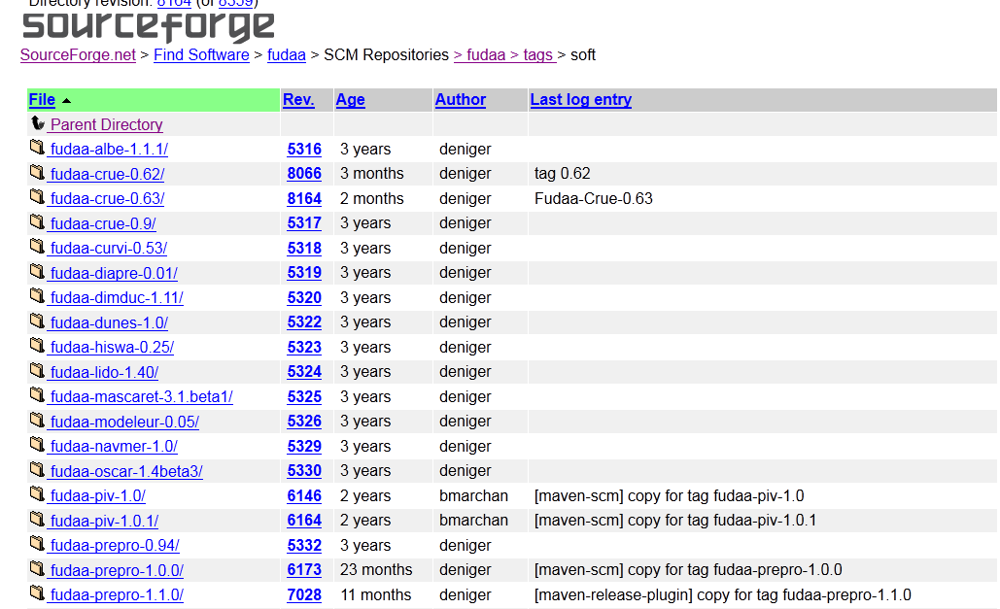 Directory revision: 8164 (of 8359)
sourceforge
SourceForge.net > Find Software > fudaa > SCM Repositories > fudaa > tags > soft
File Rev. Age Author Last log entry
Parent Directory
fudaa-albe-1.1.1/ 5316 3 years deniger
fudaa-crue-0.62/ 8066 3 months deniger tag 0.62
fudaa-crue-0.63/ 8164 2 months deniger Fudaa-Crue-0.63
fudaa-crue-0.9/ 5317 3 years deniger
fudaa-curvi-0.53/ 5318 3 years deniger
fudaa-diapre-0.01/ 5319 3 years deniger
fudaa-dimduc-1.11/ 5320 3 years deniger
fudaa-dunes-1.0/ 5322 3 years deniger
fudaa-hiswa-0.25/ 5323 3 years deniger
fudaa-lido-1.40/ 5324 3 years deniger
fudaa-mascaret-3.1.beta1/ 5325 3 years deniger
fudaa-modeleur-0.05/ 5326 3 years deniger
fudaa-navmer-1.0/ 5329 3 years deniger
fudaa-oscar-1.4beta3/ 5330 3 years deniger
fudaa-piv-1.0/ 6146 2 years bmarchan [maven-scm] copy for tag fudaa-piv-1.0
fudaa-piv-1.0.1/ 6164 2 years bmarchan [maven-scm] copy for tag fudaa-piv-1.0.1
fudaa-prepro-0.94/ 5332 3 years deniger
fudaa-prepro-1.0.0/ 6173 23 months deniger [maven-scm] copy for tag fudaa-prepro-1.0.0
fudaa-prepro-1.1.0/ 7028 11 months deniger [maven-release-plugin] copy for tag fudaa-prepro-1.1.0